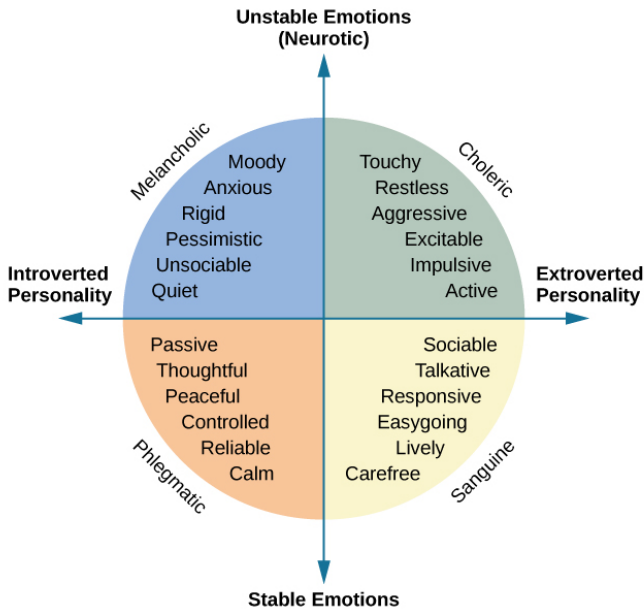 Unstable Emotions
(Neurotic)
Melancholic
Choleric
Moody
Anxious
Rigid
Pessimistic
Unsociable
Quiet
Touchy
Restless
Aggressive
Excitable
Impulsive
Active
Introverted
Personality
Extroverted
Personality
Passive
Thoughtful
Peaceful
Controlled
Reliable
Calm
Sociable
Talkative
Responsive
Easygoing
Lively
Carefree
Phlegmatic
Sanguine
Stable Emotions